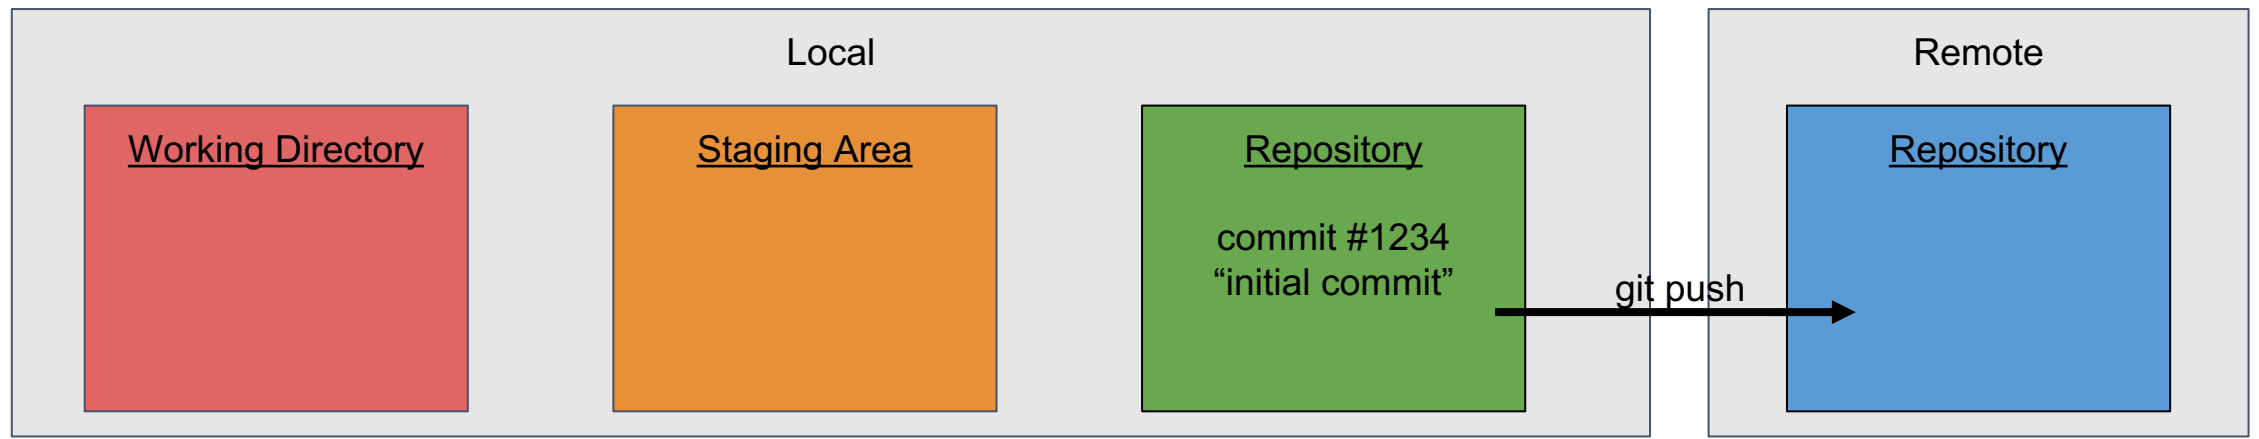 Local
Remote
Working Directory
Staging Area
Repository
Repository
commit #1234
“initial commit”
git push